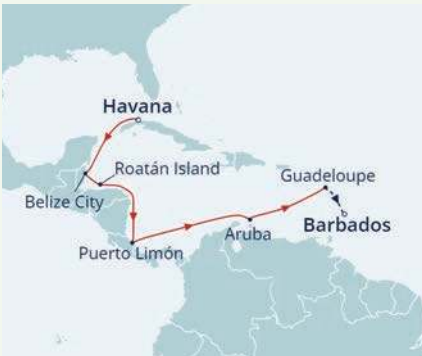 Havana
Roatán Island
Belize City
Guadeloupe
Barbados
Aruba
Puerto Limón